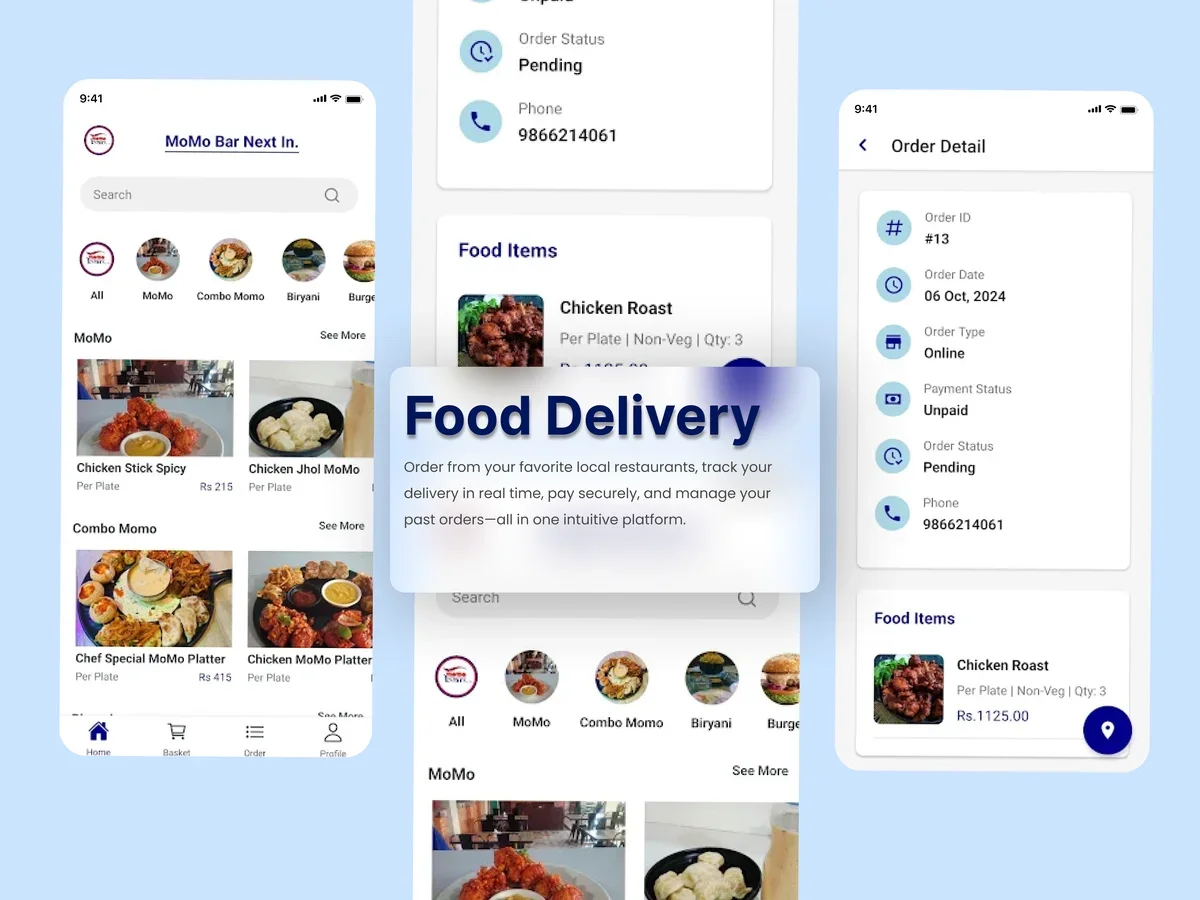 9:41
MoMo Bar Next In.
Search
All
MoMo
Combo Momo
Biryani
Burge
MoMo
See More
Chicken Stick Spicy
Per Plate
Rs 215
Chicken Jhol MoMo
Per Plate
Combo Momo
See More
Chef Special MoMo Platter
Per Plate
Rs 415
Chicken MoMo Platter
Per Plate
See More
Home
Basket
Order
Profile
Unpaid
Order Status
Pending
Phone
9866214061
Food Items
Chicken Roast
Per Plate | Non-Veg | Qty: 3
Food Delivery
Order from your favorite local restaurants, track your
delivery in real time, pay securely, and manage your
past orders—all in one intuitive platform.
Search
All
MoMo
Combo Momo
Biryani
Burge
MoMo
See More
9:41
Order Detail
Order ID
#13
Order Date
06 Oct, 2024
Order Type
Online
Payment Status
Unpaid
Order Status
Pending
Phone
9866214061
Food Items
Chicken Roast
Per Plate | Non-Veg | Qty: 3
Rs.1125.00